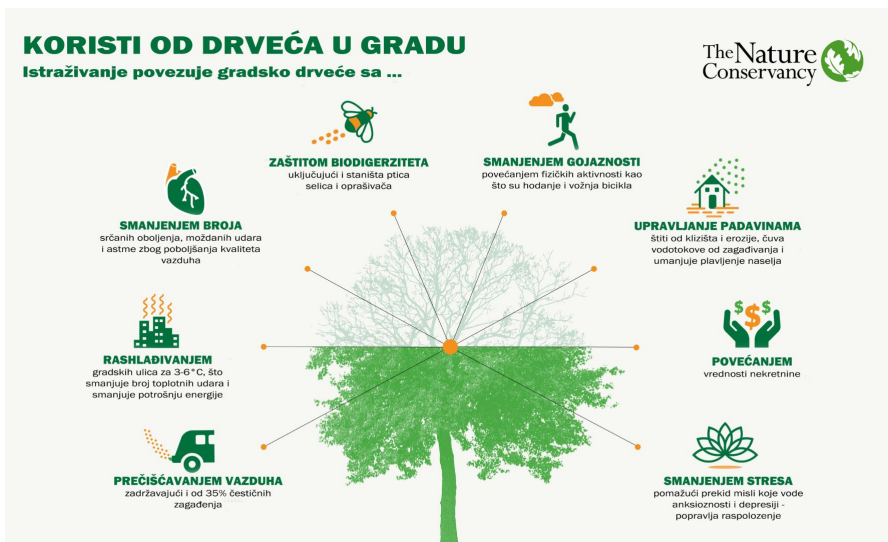 KORISTI OD DRVEĆA U GRADU
Istraživanje povezuje gradsko drveće sa ...
The Nature
Conservancy
ZAŠTITOM BIODIGERZITETA
uključujući i staništa ptica
selica i oprašivača
SMANJENJEM GOJAZNOSTI
povećanjem fizičkih aktivnosti kao
što su hodanje i vožnja bicikla
SMANJENJEM BROJA
srčanih oboljenja, moždanih udara
i astme zbog poboljšanja kvaliteta
vazduha
UPRAVLJANJE PADAVINAMA
štiti od klizišta i erozije, čuva
vodotokove od zagađivanja i
umanjuje plavljenje naselja
RASHLAĐIVANJEM
gradskih ulica za 3-6°C, što
smanjuje broj toplotnih udara i
smanjuje potrošnju energije
$ $ $
POVEĆANJEM
vrednosti nekretnine
PREČIŠĆAVANJEM VAZDUHA
zadržavajući i od 35% čestičnih
zagađenja
SMANJENJEM STRESA
pomažući prekid misli koje vode
anksioznosti i depresiji -
popravlja raspolozenje